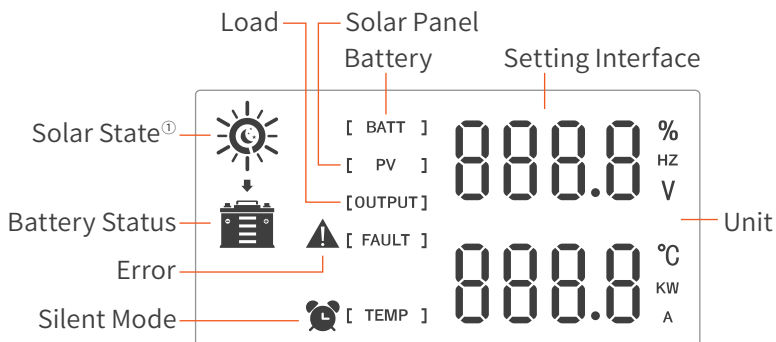 Load
Solar Panel
Battery
Setting Interface
Solar State①
[ BATT ]
888.8
%
[ PV ]
HZ
V
Battery Status
[OUTPUT]
[ FAULT ]
Unit
Error
888.8
°C
KW
A
Silent Mode
[ TEMP ]